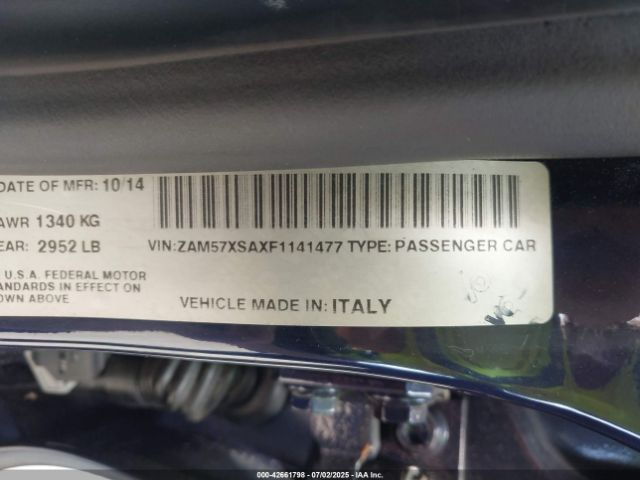 DATE OF MFR: 10/14
AWR 1340 KG
EAR: 2952 LB
VIN:ZAM57XSAXF1141477 TYPE: PASSENGER CAR
U.S.A. FEDERAL MOTOR
STANDARDS IN EFFECT ON
OWN ABOVE
VEHICLE MADE IN: ITALY
000-42661798 - 07/02/2025 - IAA Inc.